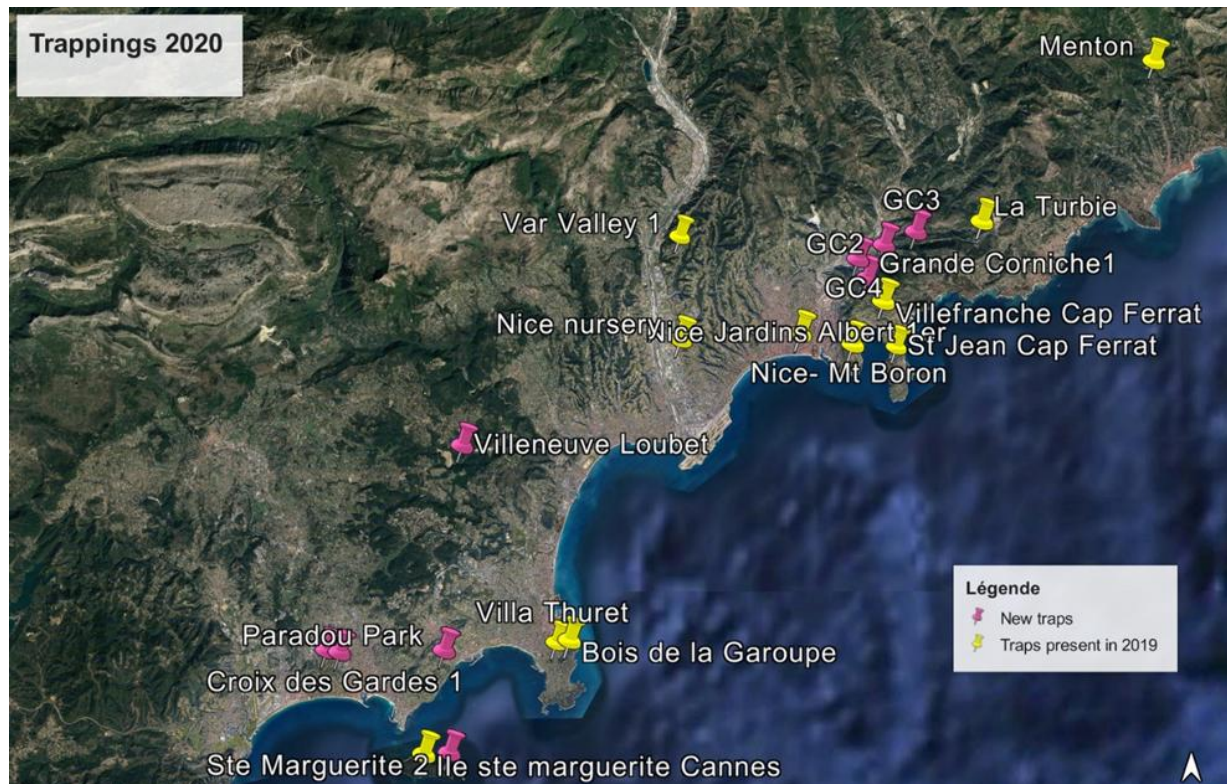 Trappings 2020
Menton
GC3
La Turbie
Var Valley 1
GC2
Grande Corniche1
GC4
Villefranche Cap Ferrat
Nice nursery
Nice Jardins Albert 1er
St Jean Cap Ferrat
Nice- Mt Boron
Villeneuve Loubet
Légende
New traps
Traps present in 2019
Villa Thuret
Paradou Park
Bois de la Garoupe
Croix des Gardes 1
Ste Marguerite 2
Ile ste marguerite Cannes